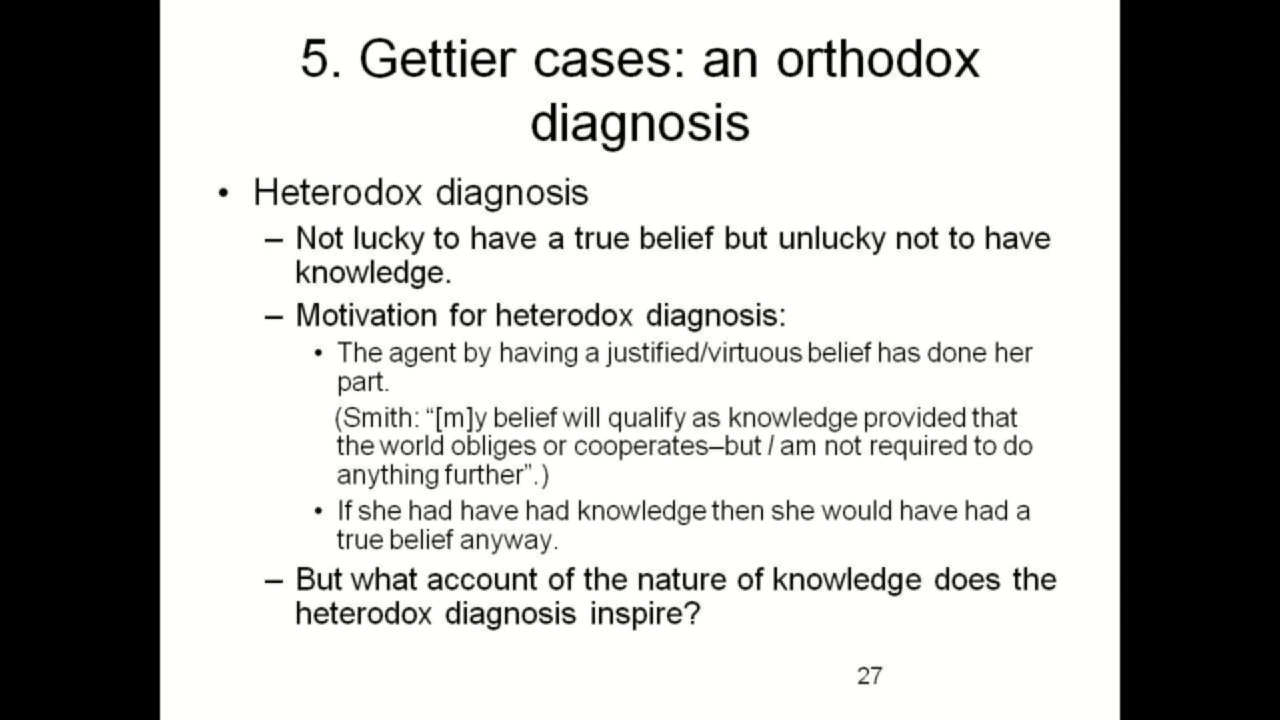 5. Gettier cases: an orthodox
diagnosis
• Heterodox diagnosis
– Not lucky to have a true belief but unlucky not to have
knowledge.
– Motivation for heterodox diagnosis:
• The agent by having a justified/virtuous belief has done her
part.
(Smith: “[m]y belief will qualify as knowledge provided that
the world obliges or cooperates–but I am not required to do
anything further”.)
• If she had have had knowledge then she would have had a
true belief anyway.
– But what account of the nature of knowledge does the
heterodox diagnosis inspire?
27